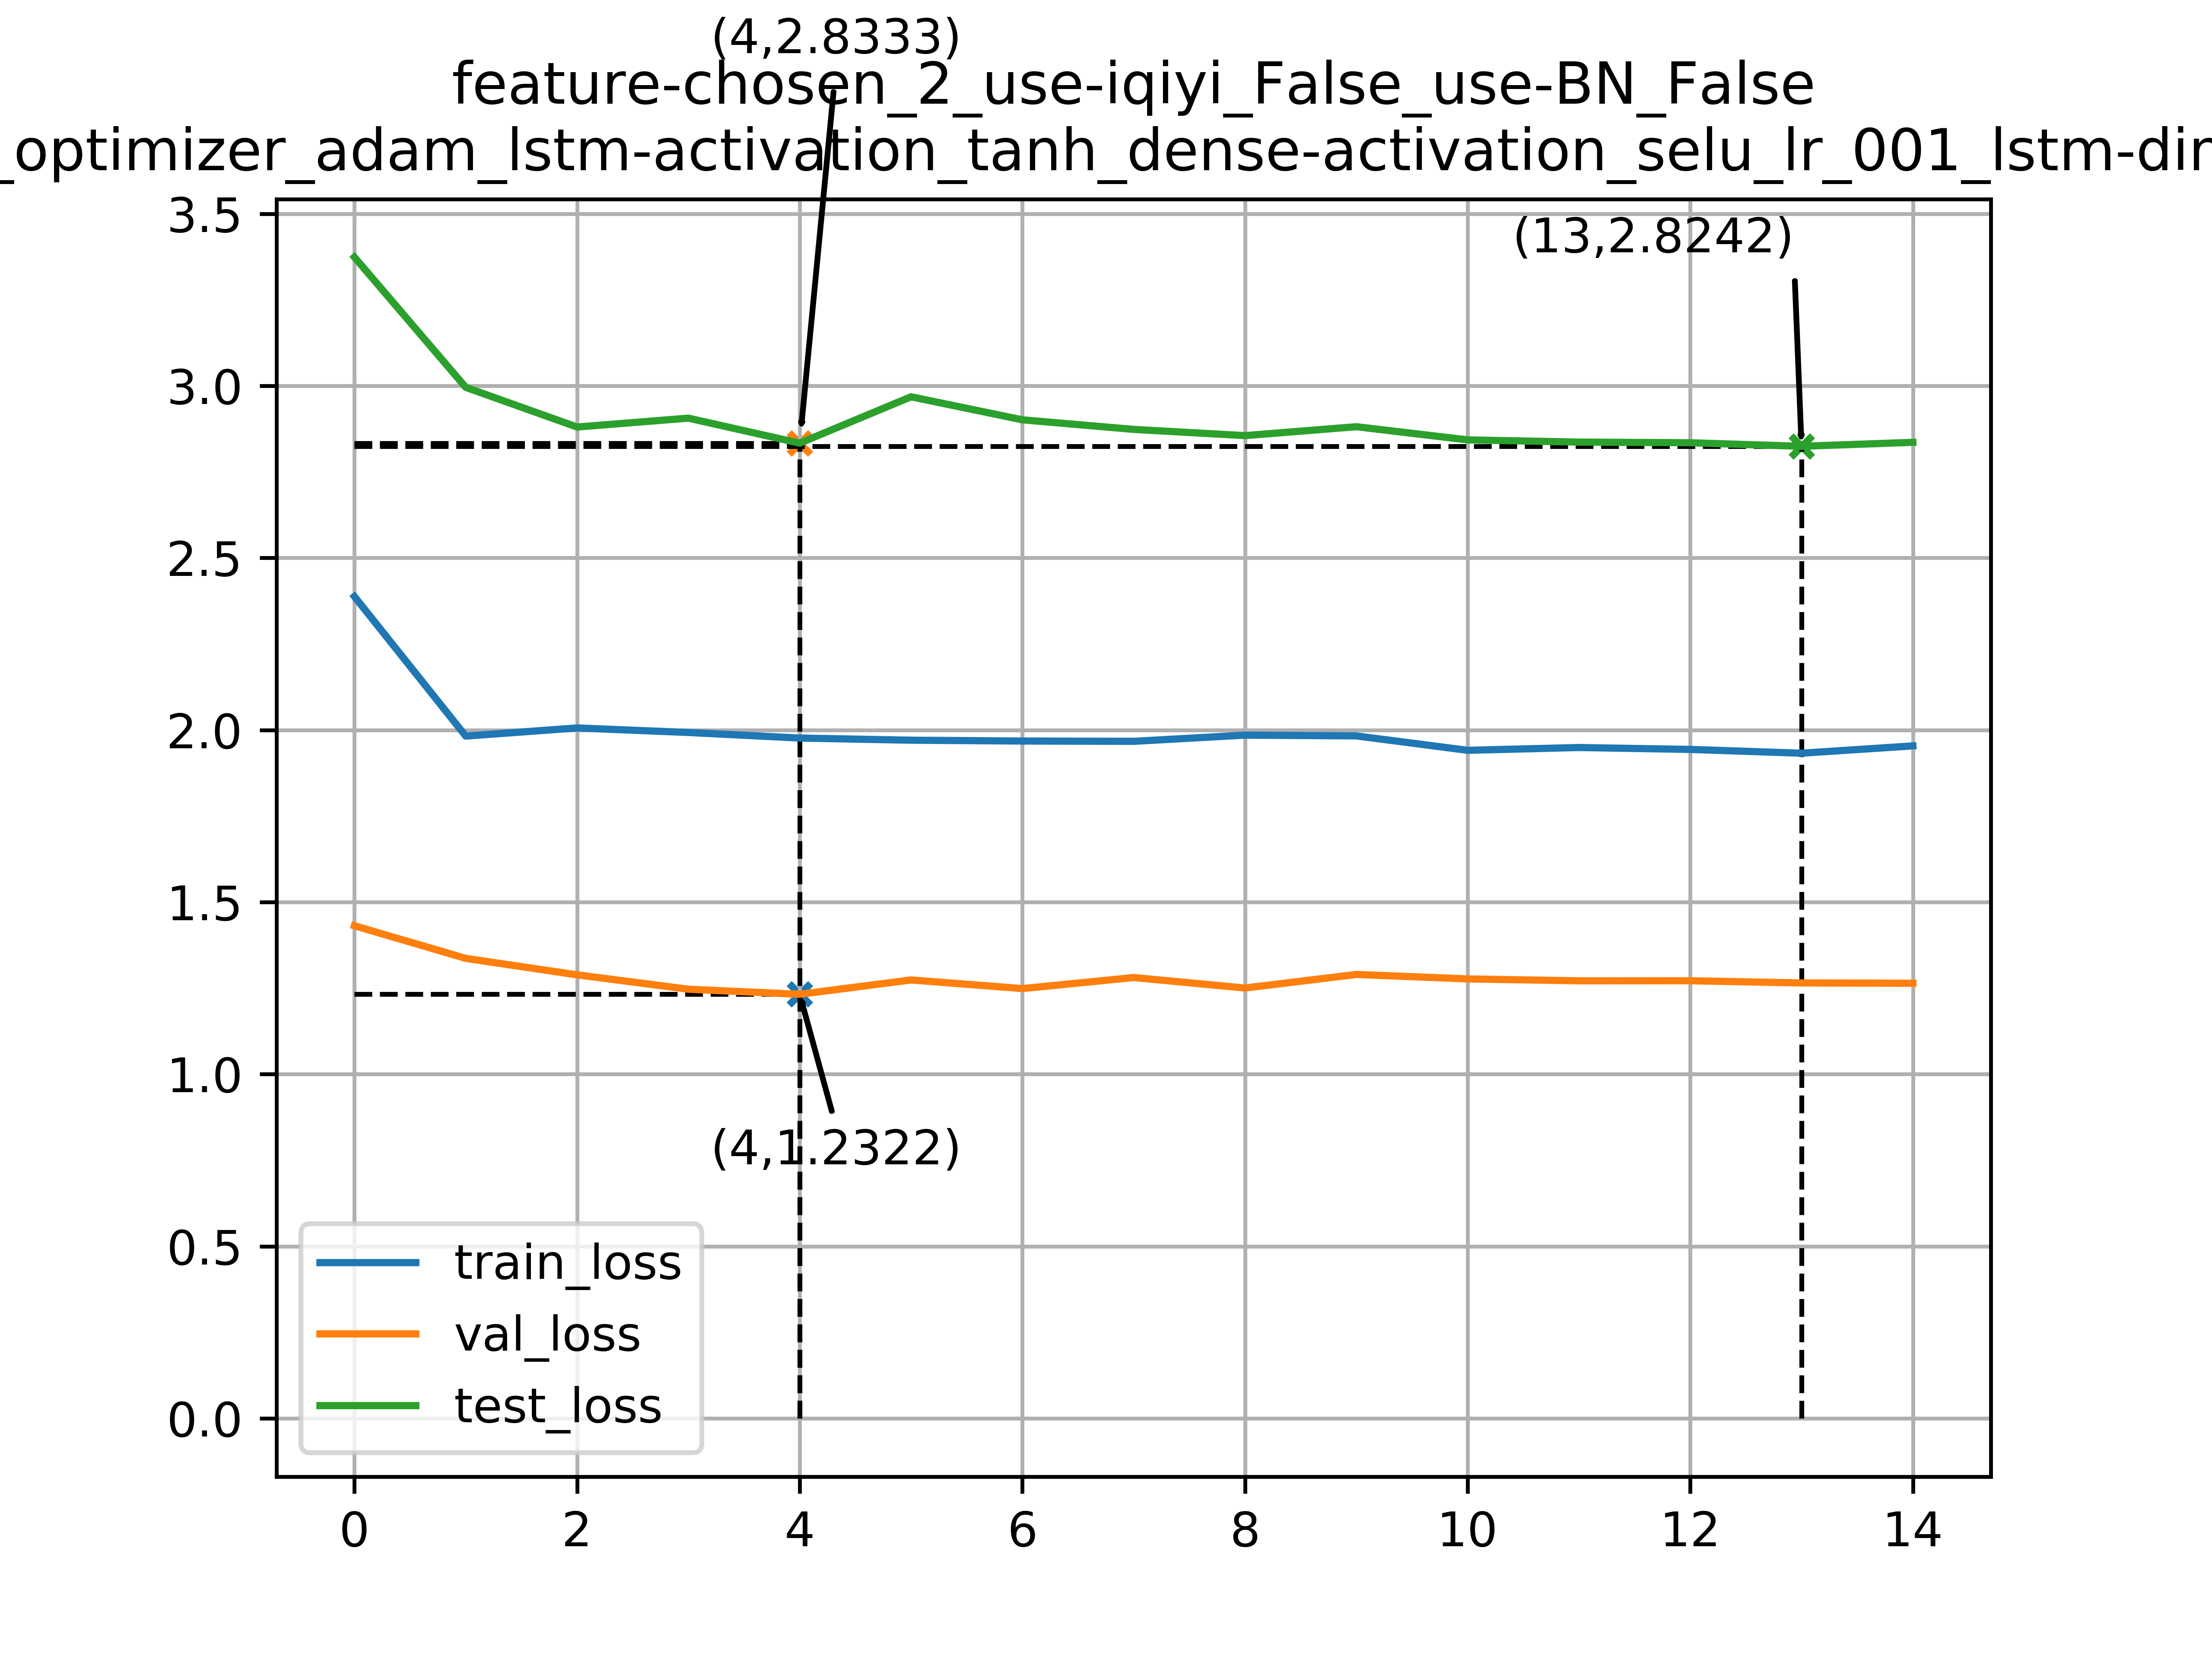 (4,2.8333)
feature-chosen_2_use-iqiyi_False_use-BN_False
_optimizer_adam_lstm-activation_tanh_dense-activation_selu_lr_001_lstm-dim
(13,2.8242)
3.5
3.0
2.5
2.0
1.5
1.0
0.5
0.0
(4,1.2322)
train_loss
val_loss
test_loss
0 2 4 6 8 10 12 14